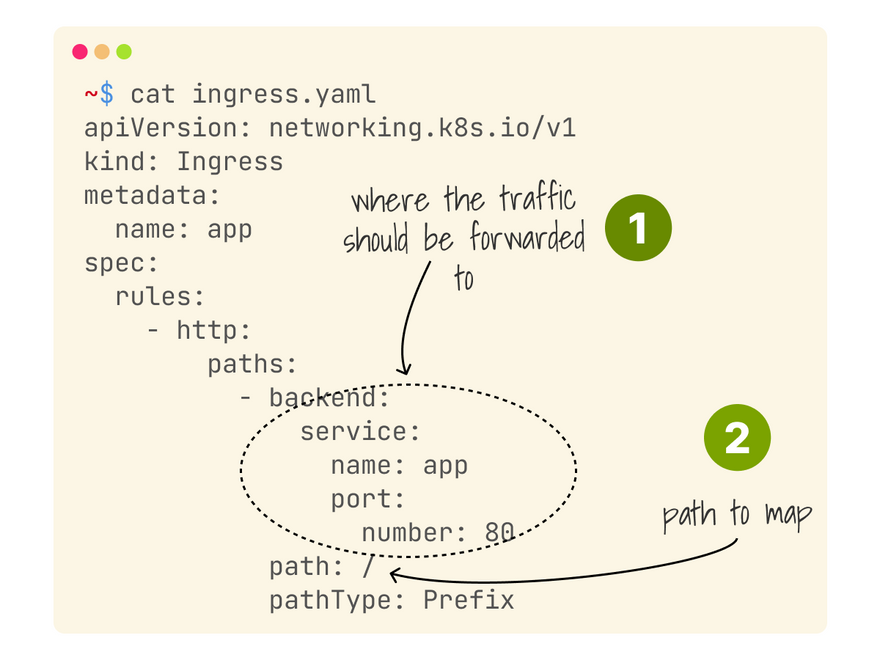 ~$ cat ingress.yaml
apiVersion: networking.k8s.io/v1
kind: Ingress
metadata:
  name: app
spec:
  rules:
    - http:
        paths:
          - backend:
              service:
                name: app
                port:
                  number: 80
            path: /
            pathType: Prefix
where the traffic
should be forwarded
to
1
2
path to map